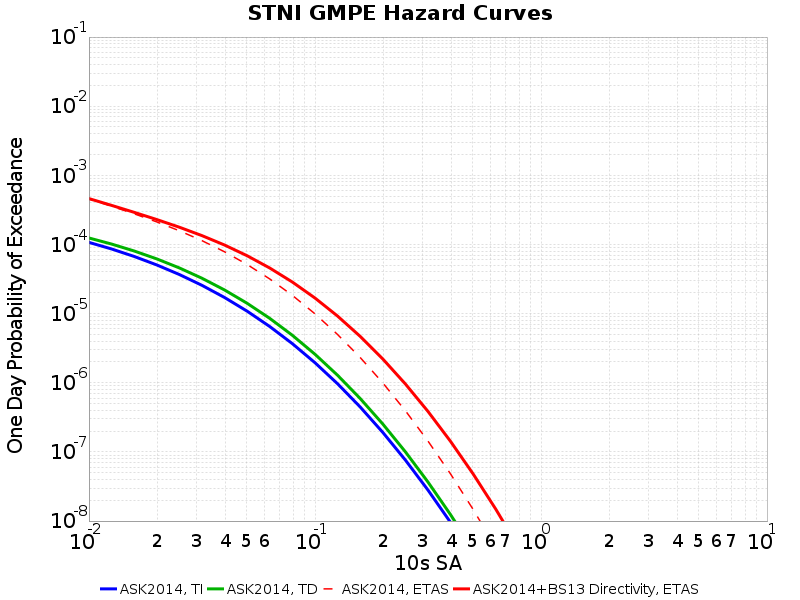 STNI GMPE Hazard Curves
One Day Probability of Exceedance
10-1
10-2
10-3
10-4
10-5
10-6
10-7
10-8
10-2 2 3 4 5 6 10-1 2 3 4 5 6 7 100 2 3 4 5 6 7 101
10s SA
ASK2014, TI ASK2014, TD ASK2014, ETAS ASK2014+BS13 Directivity, ETAS